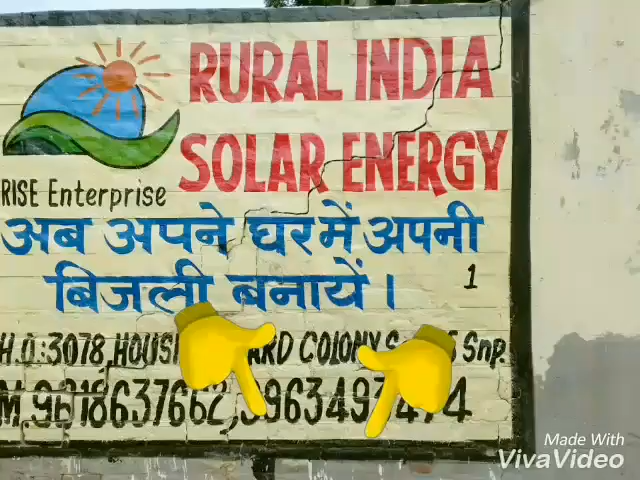 RURAL INDIA
SOLAR ENERGY
RISE Enterprise
अब अपने घर में अपनी
बिजली बनायें ।
1
H.O:3078, COLONY Snp.
M.9618637662,
Made With
VivaVideo